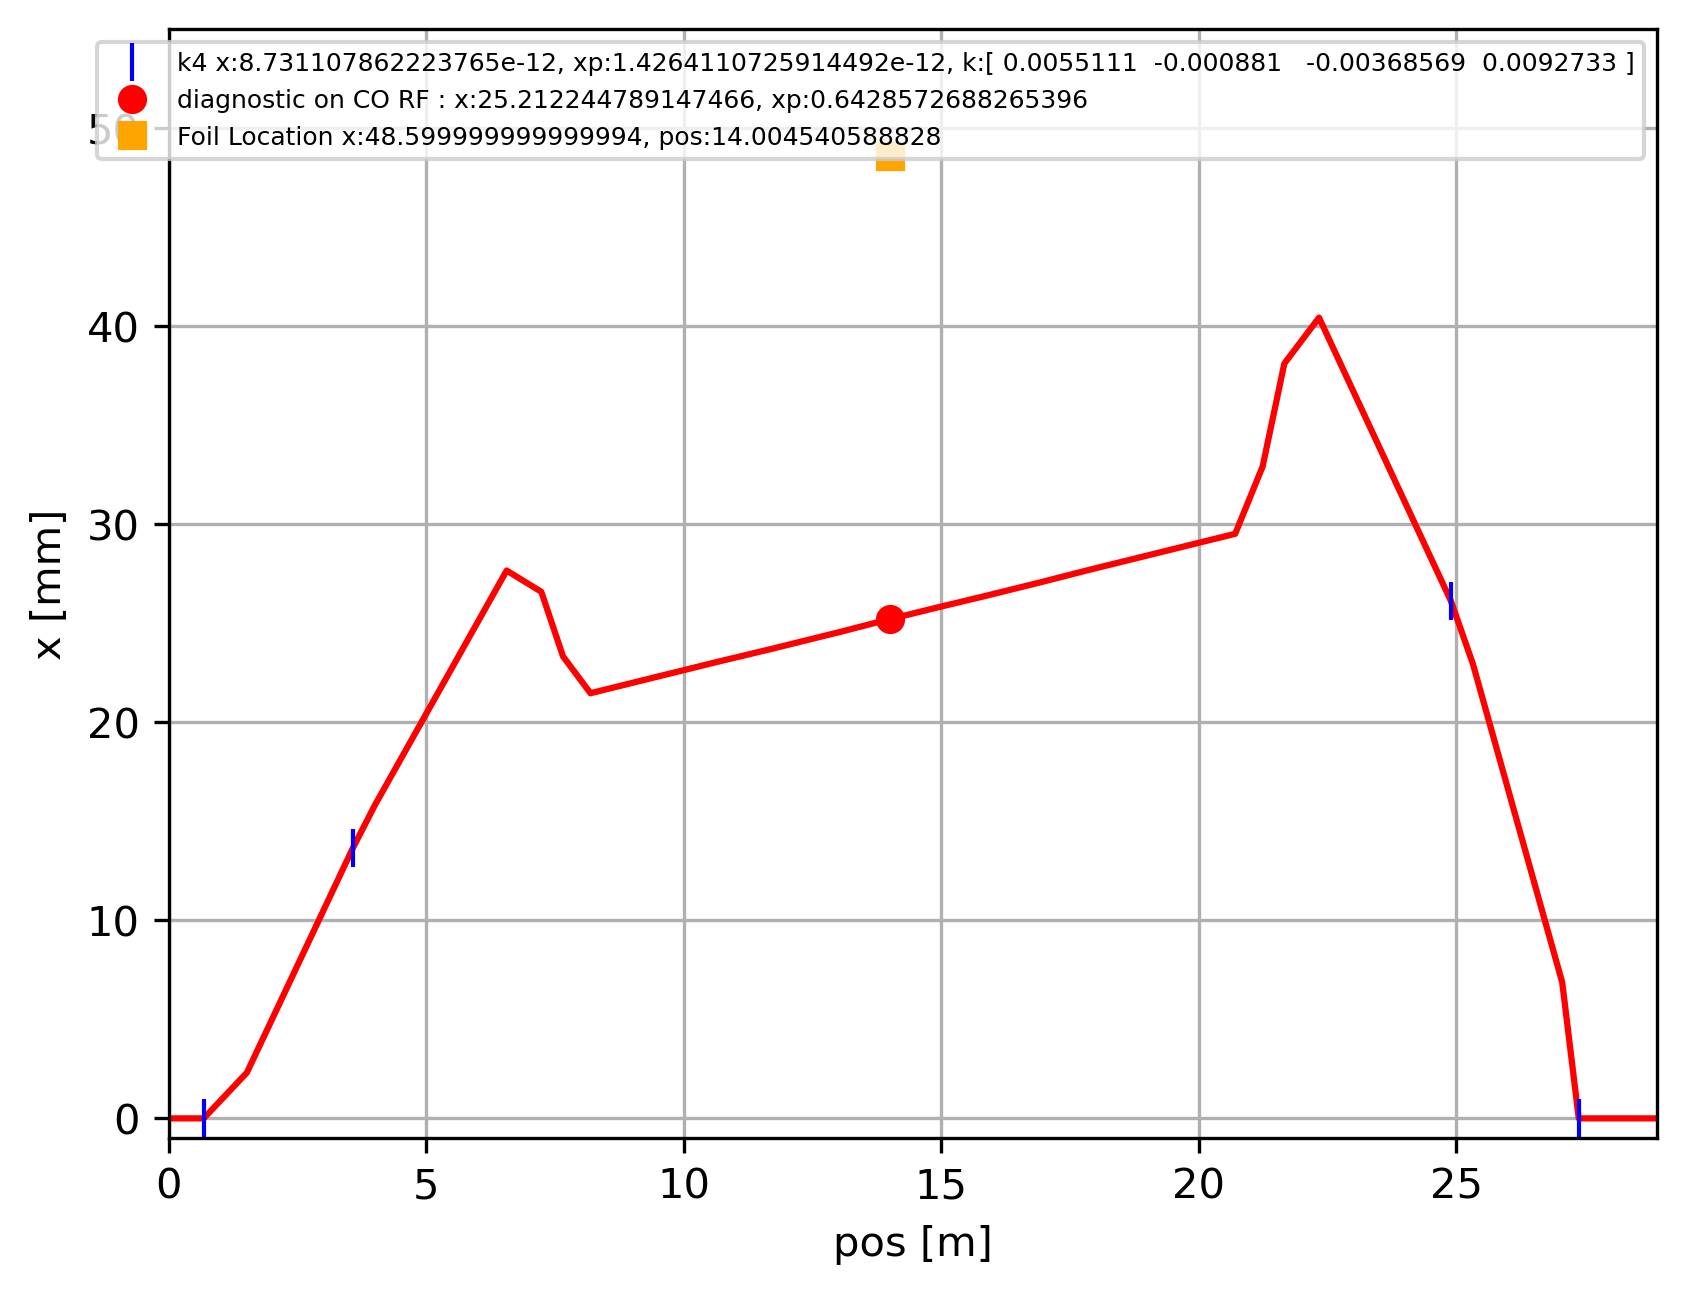 k4 x:8.731107862223765e-12, xp:1.4264110725914492e-12, k:[ 0.0055111 -0.000881 -0.00368569 0.0092733 ]
diagnostic on CO RF : x:25.212244789147466, xp:0.6428572688265396
Foil Location x:48.599999999999994, pos:14.004540588828
50
40
30
20
10
0
x [mm]
0 5 10 15 20 25
pos [m]